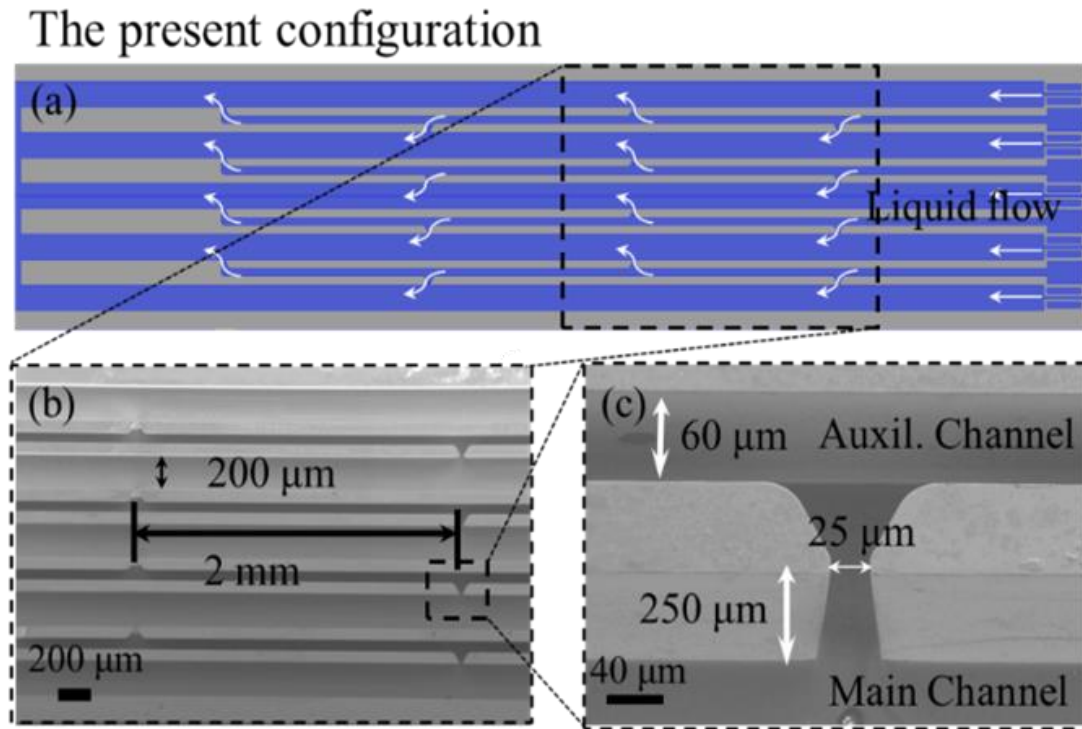 The present configuration
(a)
Liquid flow
(b)
200 μm
2 mm
200 μm
(c)
60 μm
Auxil. Channel
25 μm
250 μm
40 μm
Main Channel